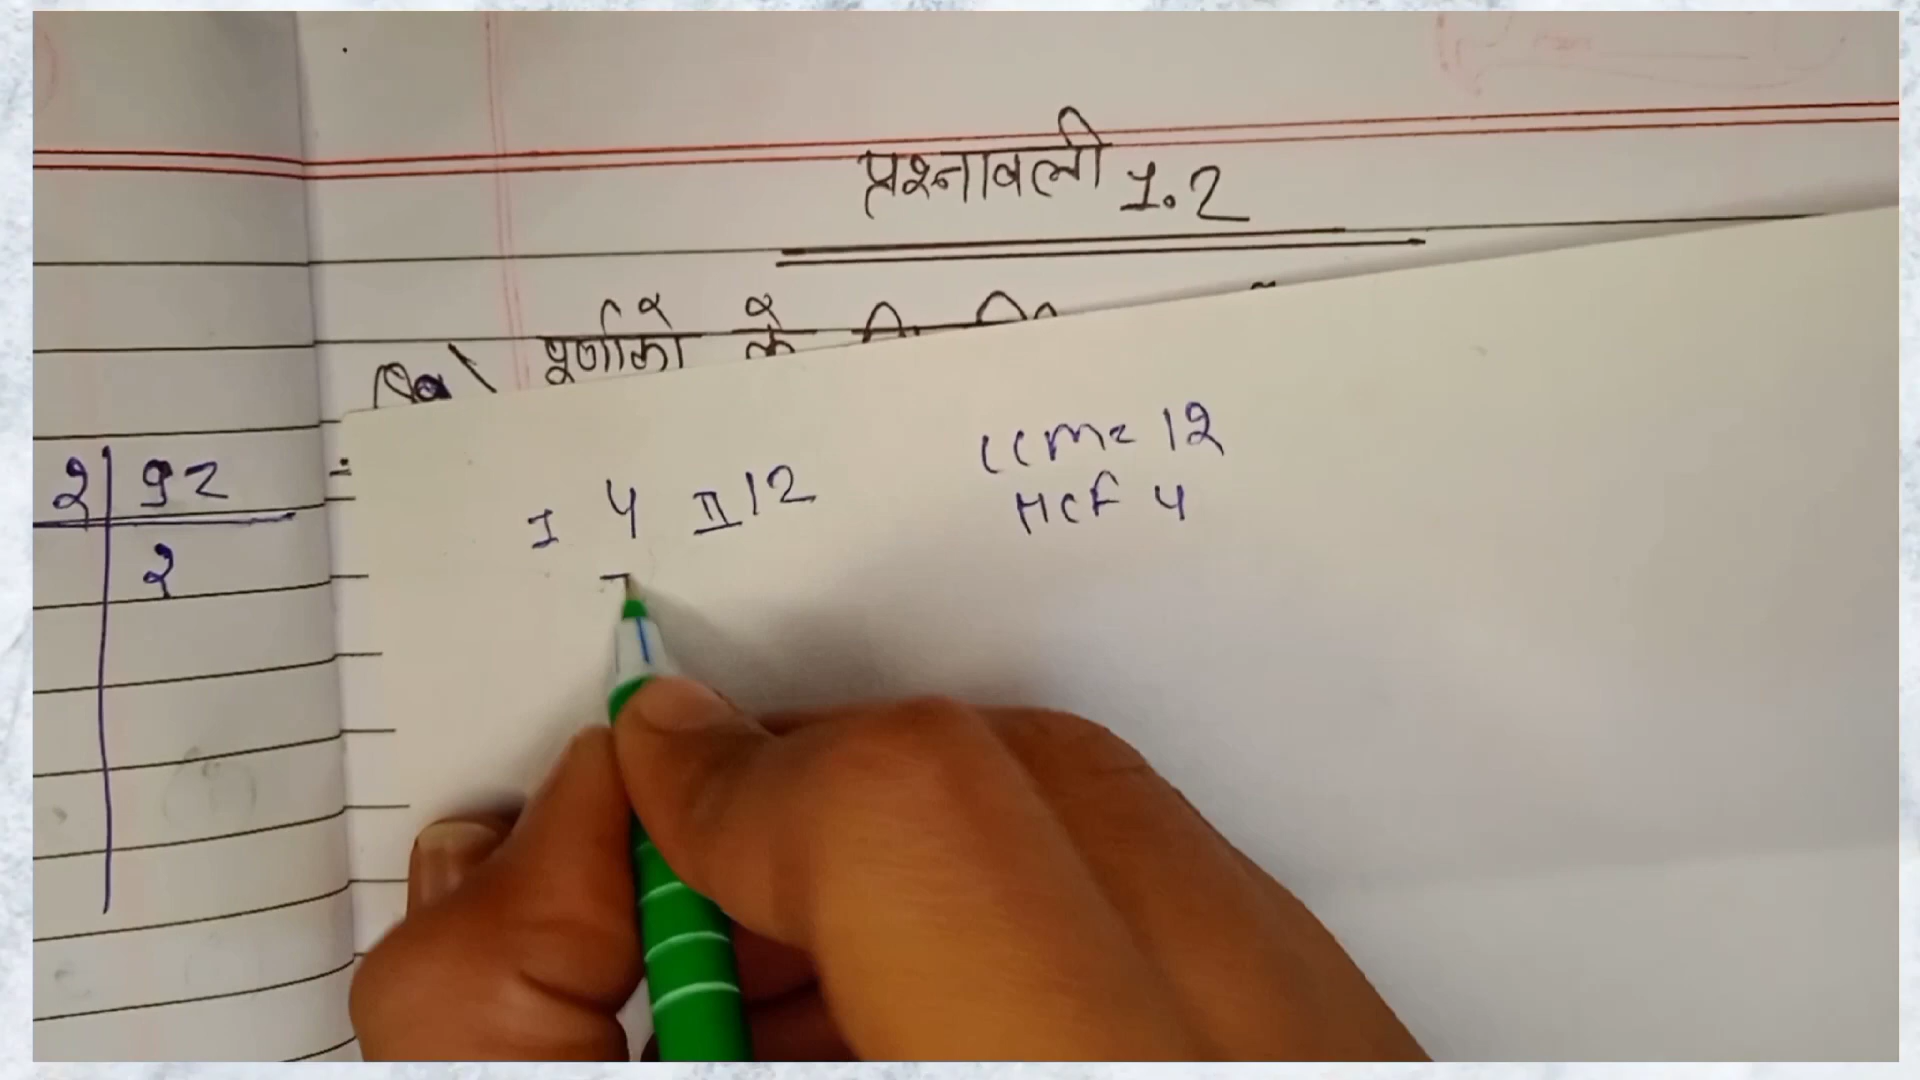 प्रश्नावली 1.2
पूर्णांकों के
2 92
2
I 4 II 12
LCM = 12
HCF 4